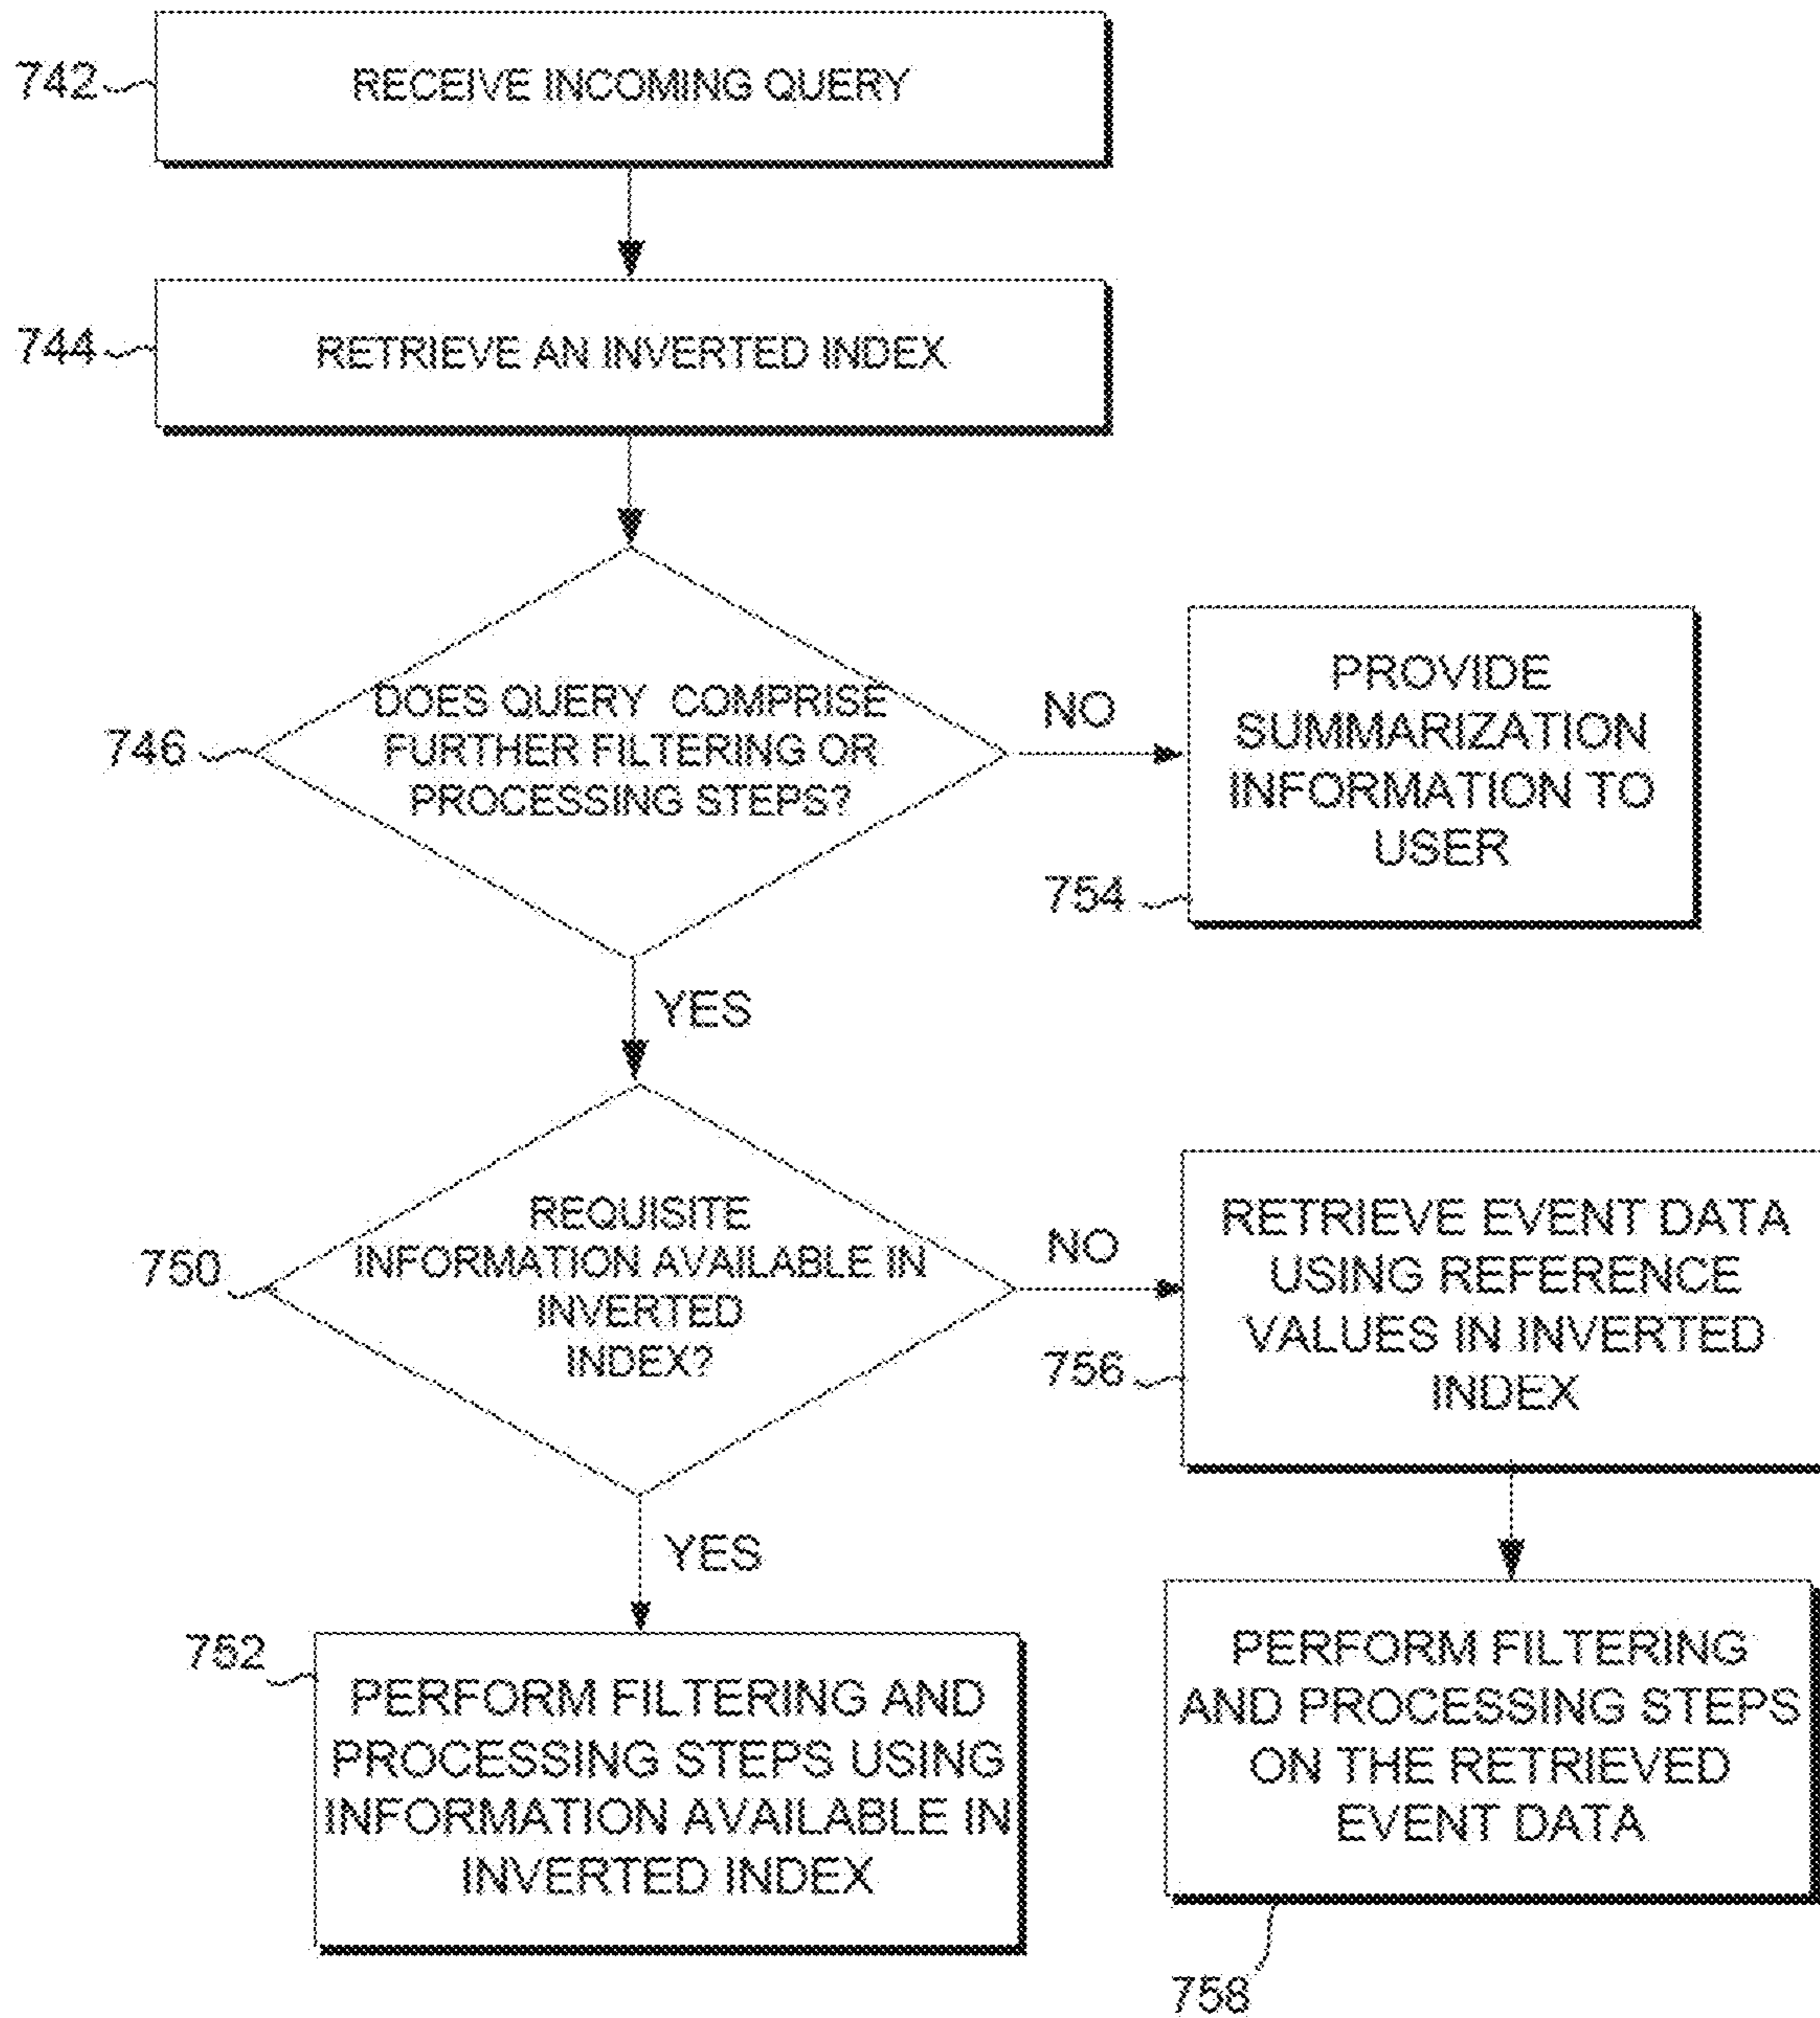 742
RECEIVE INCOMING QUERY
744
RETRIEVE AN INVERTED INDEX
746
DOES QUERY COMPRISE
FURTHER FILTERING OR
PROCESSING STEPS?
NO
PROVIDE
SUMMARIZATION
INFORMATION TO
USER
754
YES
750
REQUISITE
INFORMATION AVAILABLE IN
INVERTED
INDEX?
NO
RETRIEVE EVENT DATA
USING REFERENCE
VALUES IN INVERTED
INDEX
756
YES
752
PERFORM FILTERING AND
PROCESSING STEPS USING
INFORMATION AVAILABLE IN
INVERTED INDEX
PERFORM FILTERING
AND PROCESSING STEPS
ON THE RETRIEVED
EVENT DATA
758